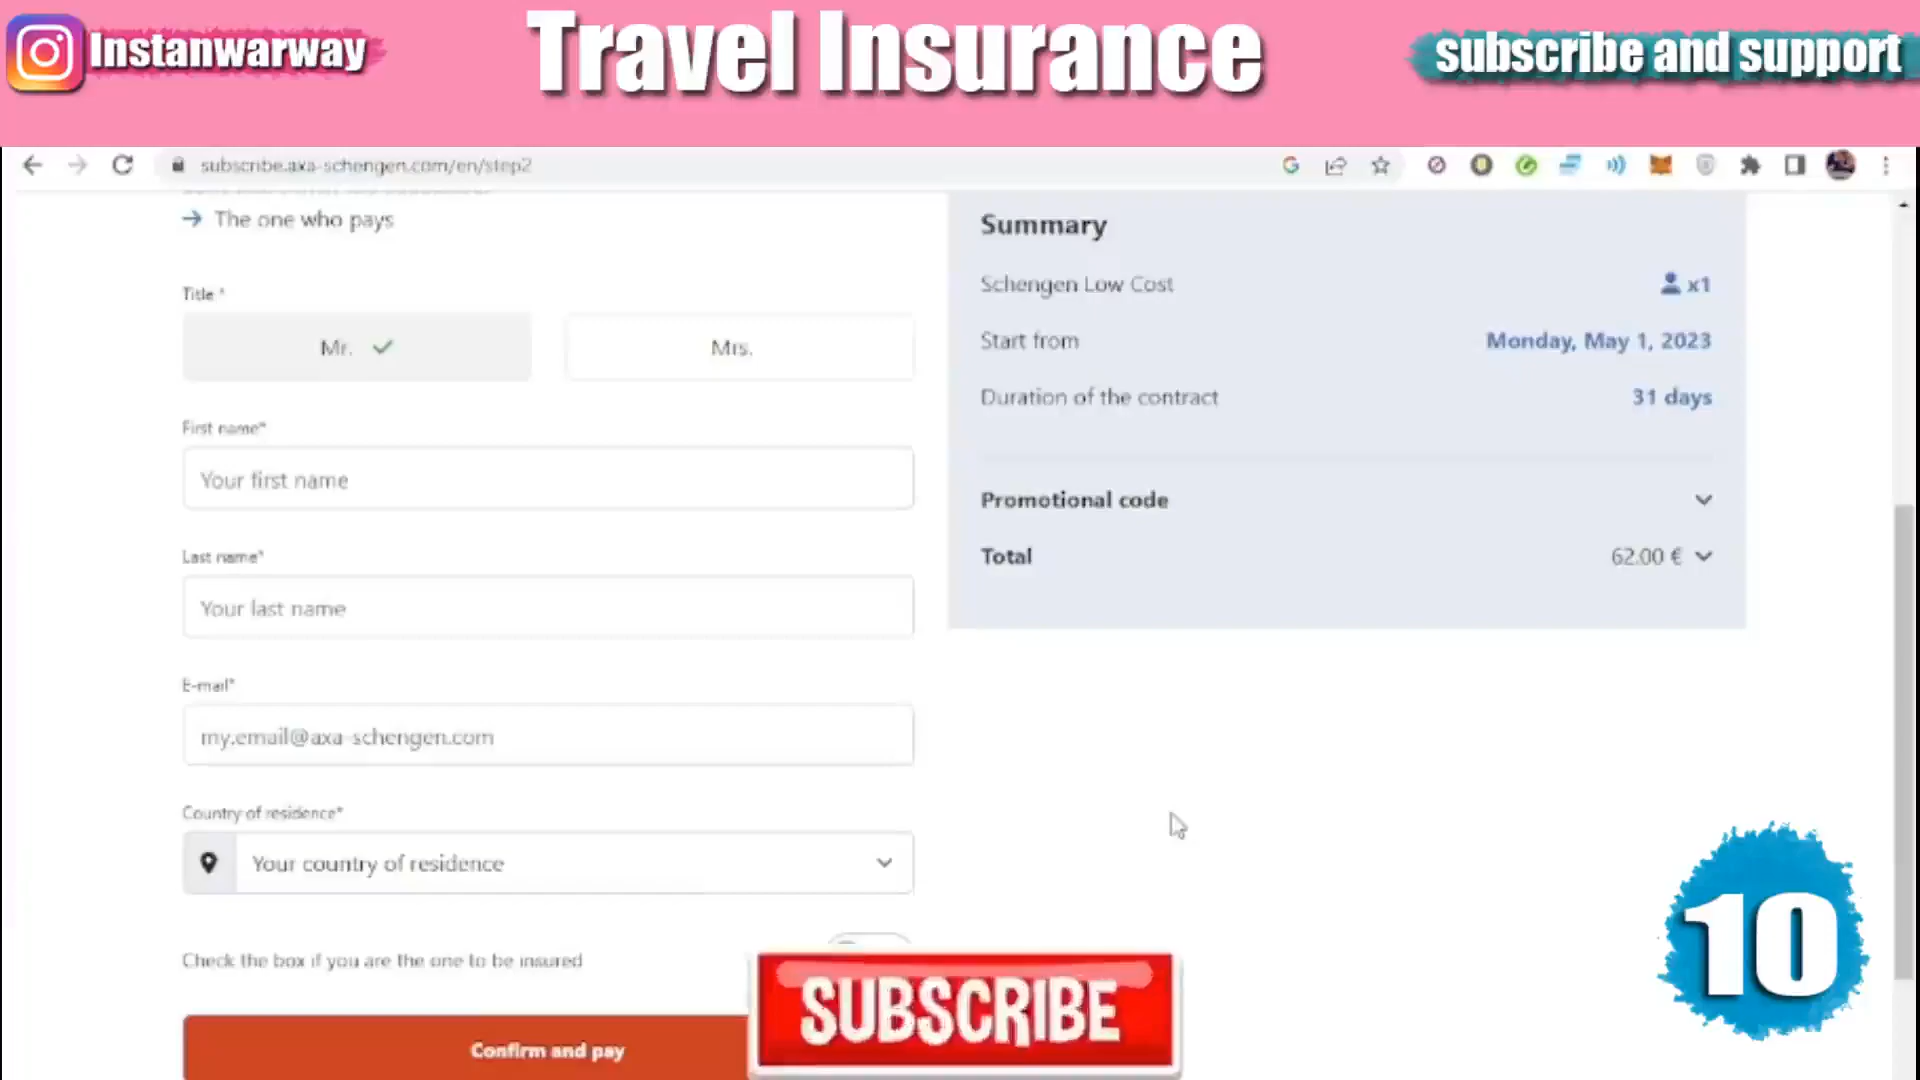 Instanwarway
Travel Insurance
subscribe and support
subscribe.axa-schengen.com/en/step2
The one who pays
Title *
Mr.
Mrs.
First name*
Your first name
Last name*
Your last name
E-mail*
my.email@axa-schengen.com
Country of residence*
Your country of residence
Check the box if you are the one to be insured
Confirm and pay
Summary
Schengen Low Cost
x1
Start from
Monday, May 1, 2023
Duration of the contract
31 days
Promotional code
Total
62.00 €
SUBSCRIBE
10